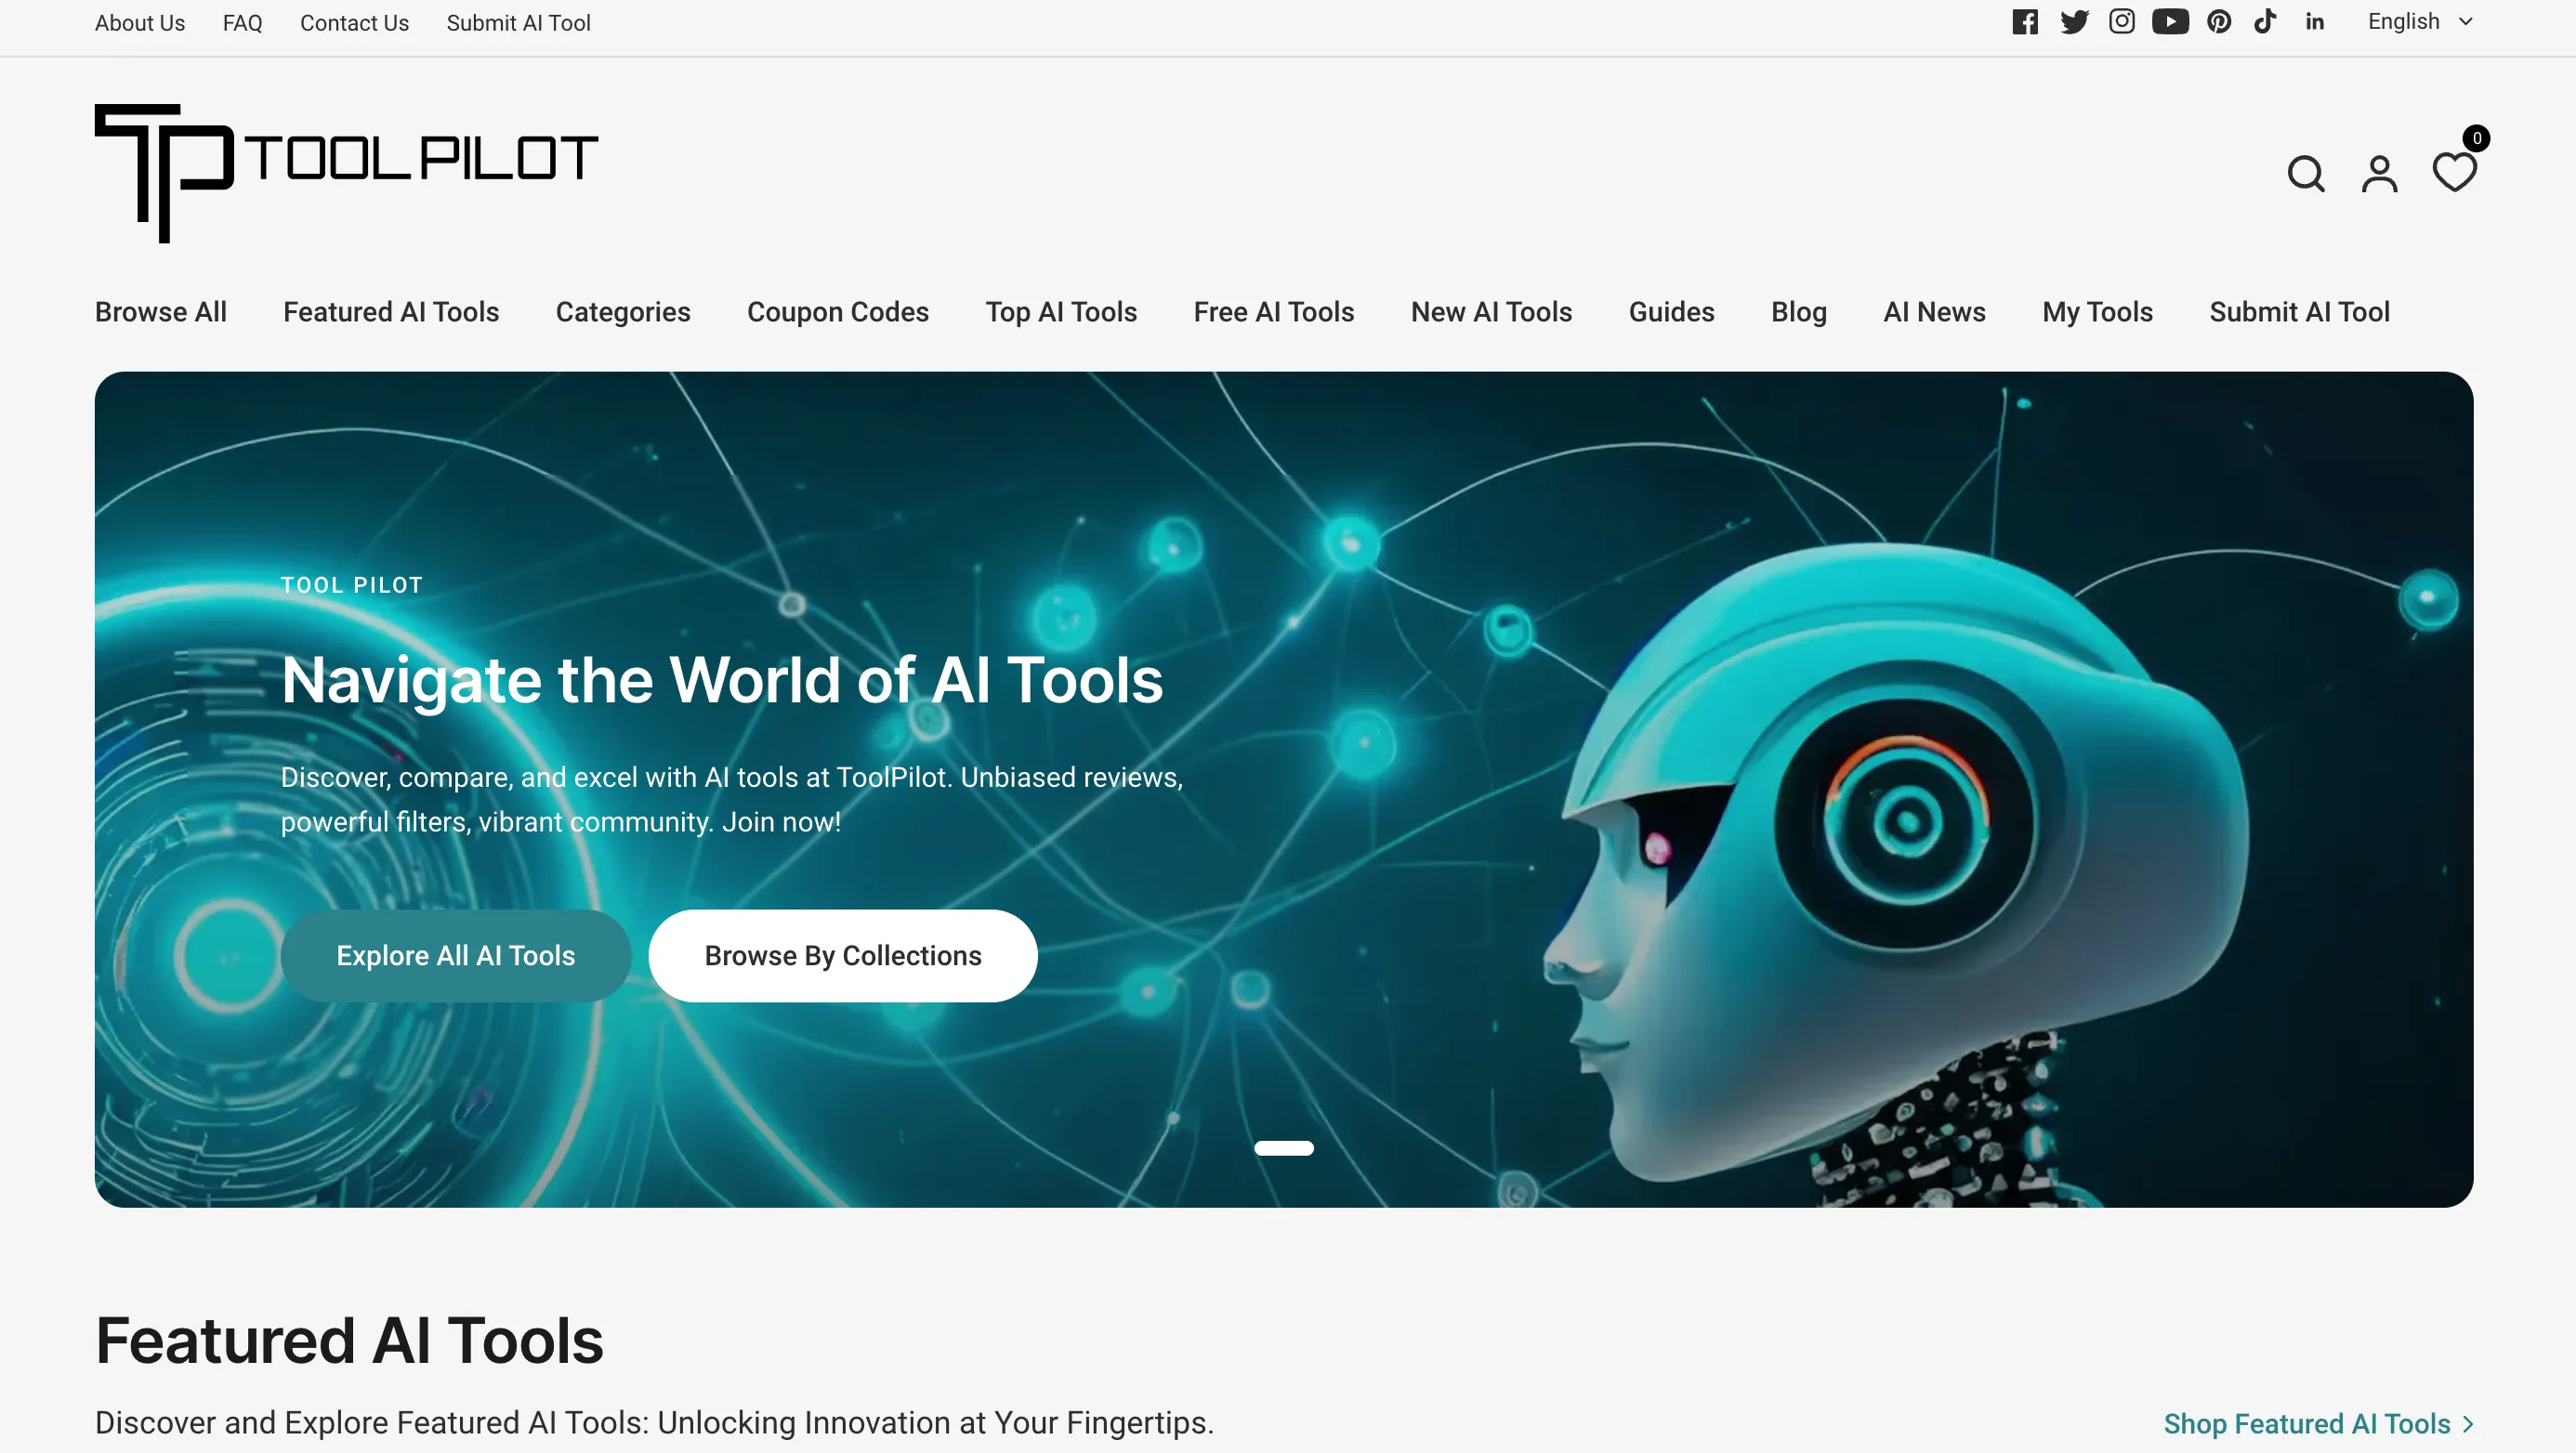 About Us FAQ Contact Us Submit AI Tool
English
TP TOOL PILOT
0
Browse All Featured AI Tools Categories Coupon Codes Top AI Tools Free AI Tools New AI Tools Guides Blog AI News My Tools Submit AI Tool
TOOL PILOT
Navigate the World of AI Tools
Discover, compare, and excel with AI tools at ToolPilot. Unbiased reviews,
powerful filters, vibrant community. Join now!
Explore All AI Tools
Browse By Collections
Featured AI Tools
Discover and Explore Featured AI Tools: Unlocking Innovation at Your Fingertips.
Shop Featured AI Tools